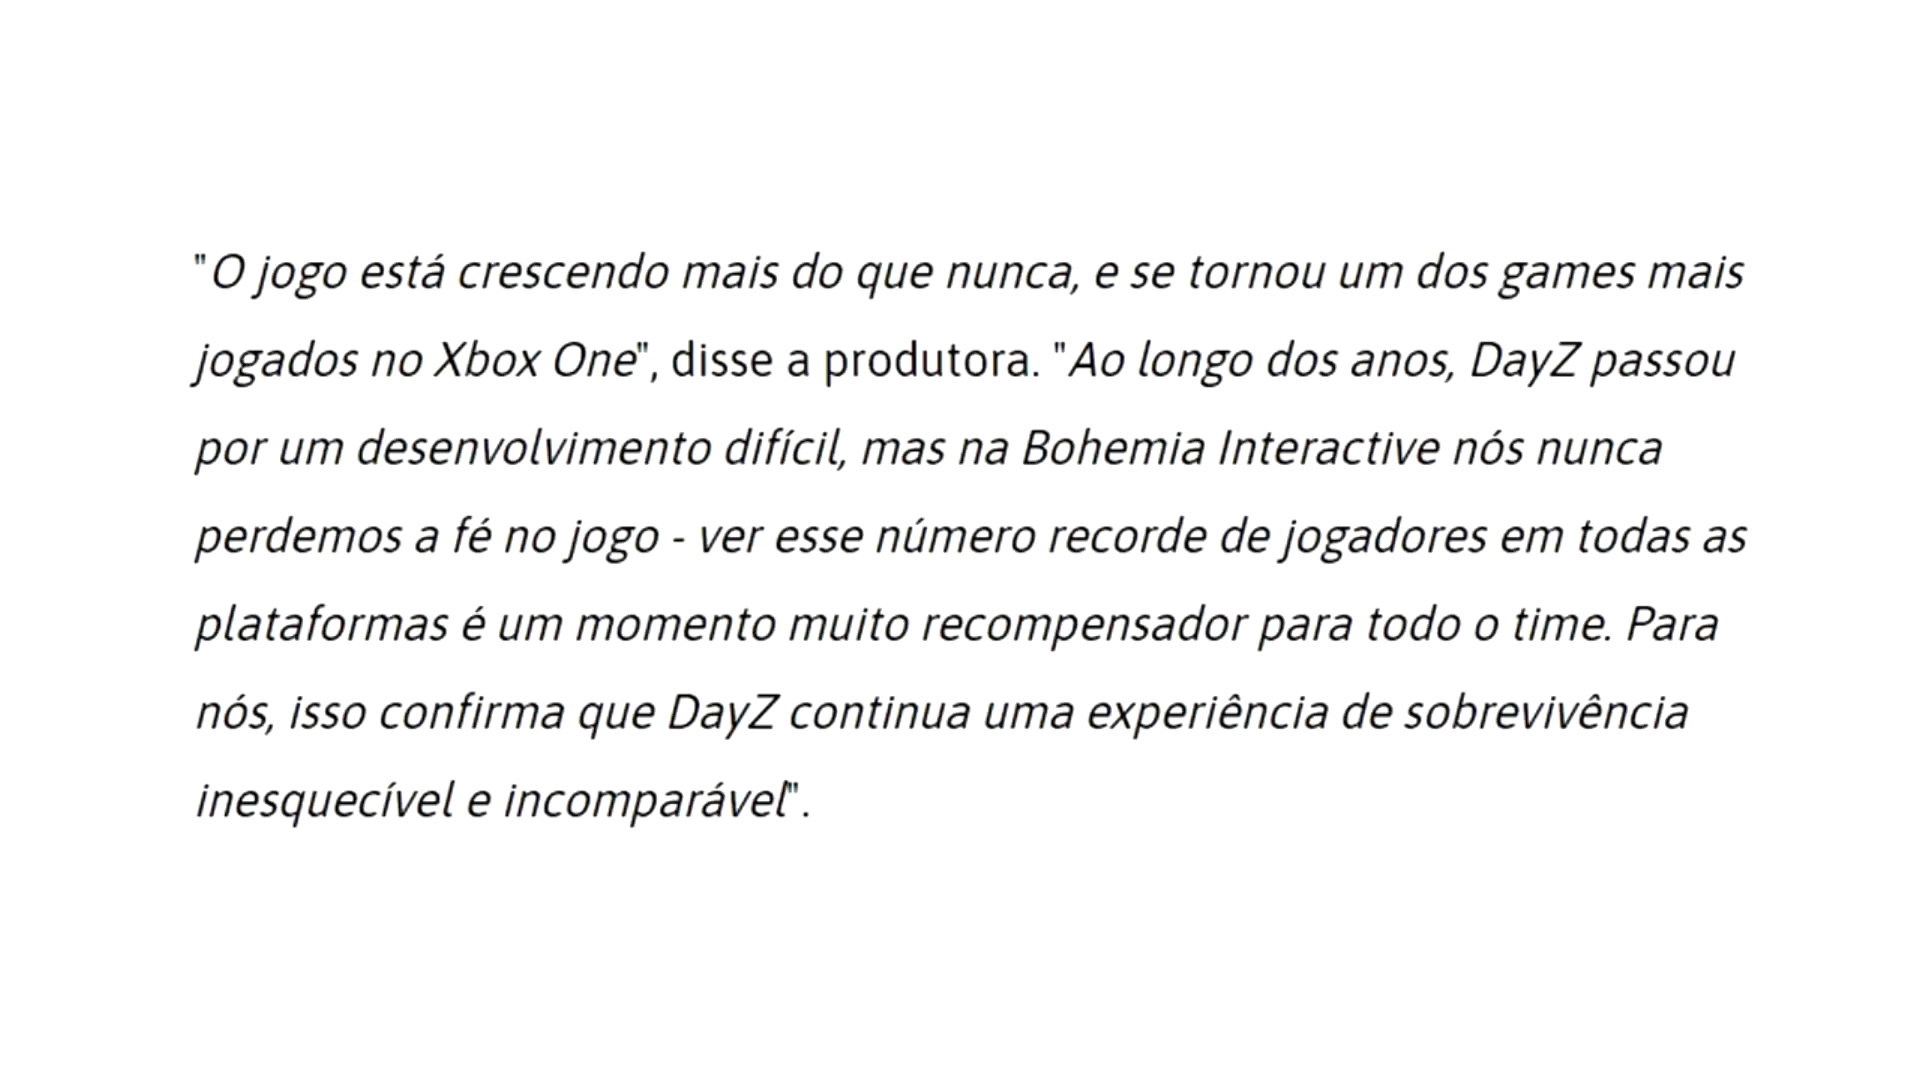 "O jogo está crescendo mais do que nunca, e se tornou um dos games mais
jogados no Xbox One", disse a produtora. "Ao longo dos anos, DayZ passou
por um desenvolvimento difícil, mas na Bohemia Interactive nós nunca
perdemos a fé no jogo - ver esse número recorde de jogadores em todas as
plataformas é um momento muito recompensador para todo o time. Para
nós, isso confirma que DayZ continua uma experiência de sobrevivência
inesquecível e incomparável".